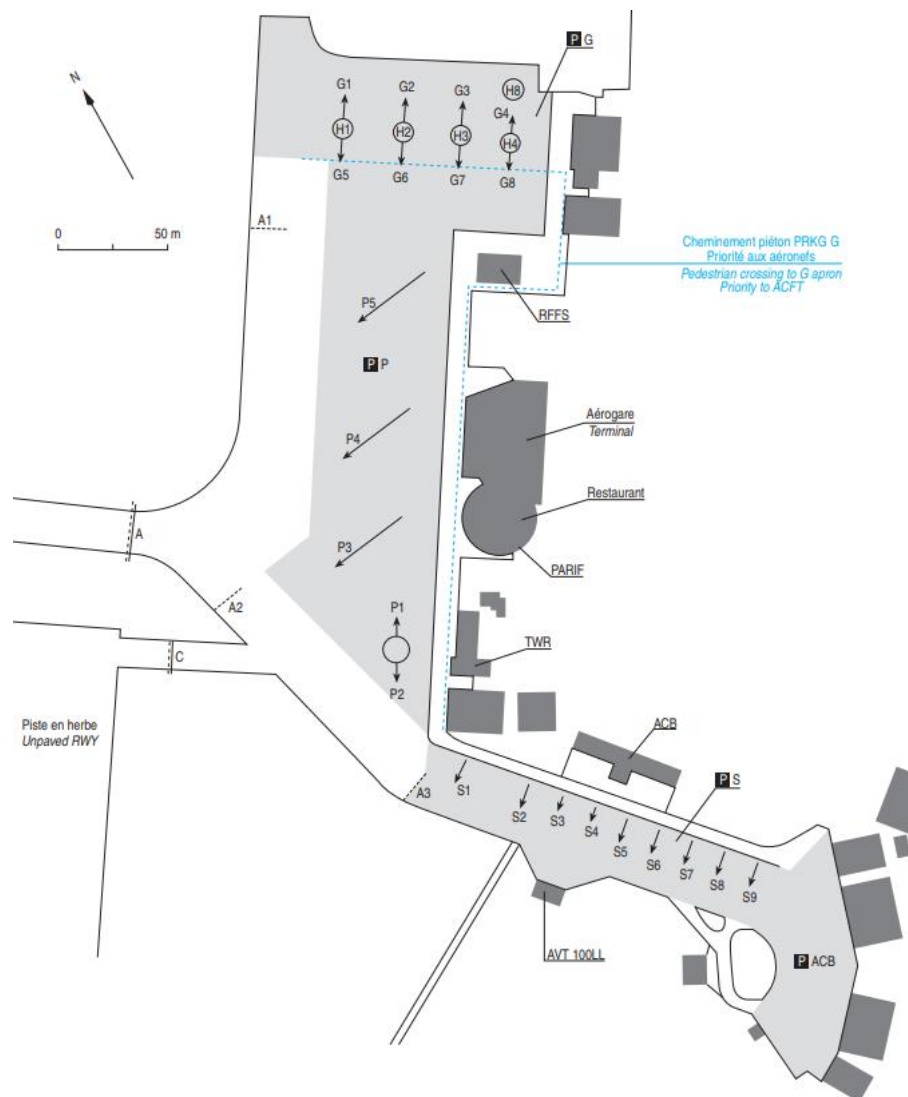 P G
N
G1
G2
G3
H8
G4
H1
H2
H3
H4
G5
G6
G7
G8
A1
0
50 m
Cheminement piéton PRKG G
Priorité aux aéronefs
Pedestrian crossing to G apron
Priority to ACFT
P5
RFFS
P P
Aérogare
Terminal
P4
Restaurant
A
P3
PARIF
A2
P1
TWR
C
P2
Piste en herbe
Unpaved RWY
ACB
P S
A3
S1
S2
S3
S4
S5
S6
S7
S8
S9
AVT 100LL
P ACB